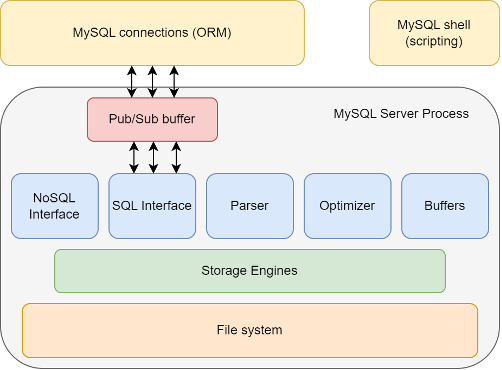 MySQL connections (ORM)
MySQL shell
(scripting)
MySQL Server Process
Pub/Sub buffer
NoSQL
Interface
SQL Interface
Parser
Optimizer
Buffers
Storage Engines
File system